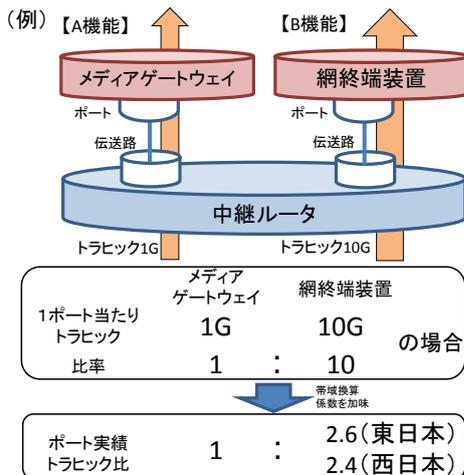 (例) 【A機能】 【B機能】
メディアゲートウェイ 網終端装置
ポート ポート
伝送路 伝送路
中継ルータ
トラヒック1G トラヒック10G
メディア
ゲートウェイ 網終端装置
1ポート当たり
トラヒック 1G 10G の場合
比率 1 : 10
帯域換算
係数を加味
ポート実績
トラヒック比 1 : 2.6(東日本)
2.4(西日本)